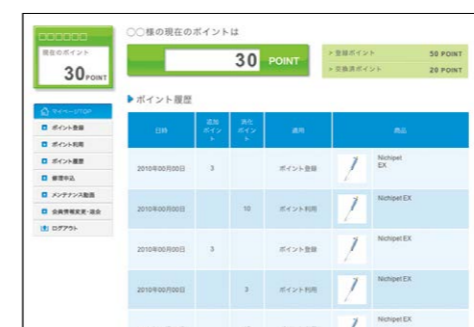 □□□□□□
現在のポイント
30POINT
マイページTOP
ポイント登録
ポイント利用
ポイント履歴
修理申込
メンテナンス動画
会員情報変更・退会
ログアウト
○○様の現在のポイントは
30 POINT
> 登録ポイント 50 POINT
> 交換済ポイント 20 POINT
ポイント履歴
日時 追加ポイント 消化ポイント 適用 商品
2010年00月00日 3 ポイント登録 Nichipet EX
2010年00月00日 10 ポイント利用 Nichipet EX
2010年00月00日 3 ポイント登録 Nichipet EX
2010年00月00日 3 ポイント利用 Nichipet EX
Nichipet EX